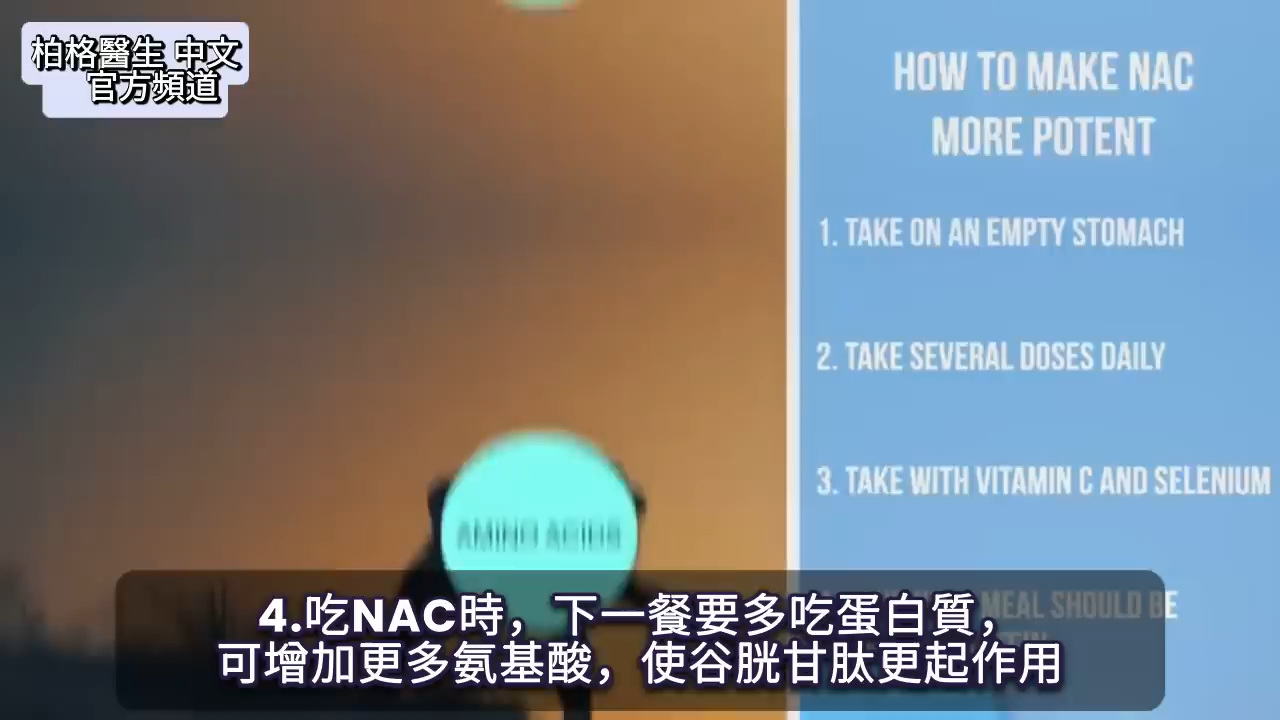 柏格醫生 中文
官方頻道
HOW TO MAKE NAC
MORE POTENT
1. TAKE ON AN EMPTY STOMACH
2. TAKE SEVERAL DOSES DAILY
3. TAKE WITH VITAMIN C AND SELENIUM
MEAL SHOULD BE
AMINO ACIDS
4.吃NAC時，下一餐要多吃蛋白質，
可增加更多氨基酸，使谷胱甘肽更起作用